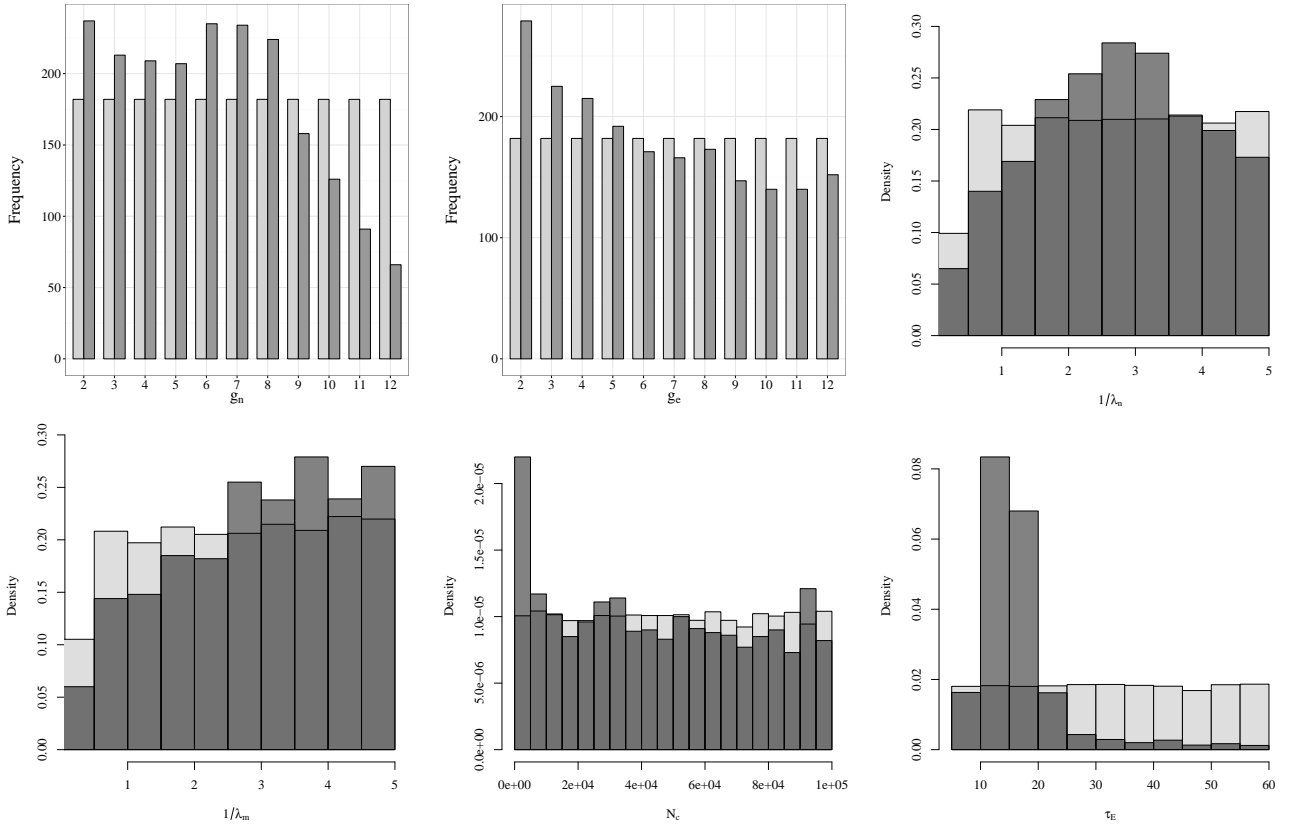 Frequency
0
50
100
150
200
2 3 4 5 6 7 8 9 10 11 12
gₙ
Frequency
0
100
200
2 3 4 5 6 7 8 9 10 11 12
gₑ
Density
0.00 0.05 0.10 0.15 0.20 0.25 0.30
1 2 3 4 5
1/λₙ
Density
0.00 0.05 0.10 0.15 0.20 0.25 0.30
1 2 3 4 5
1/λₘ
Density
0.0e+00 5.0e−06 1.0e−05 1.5e−05 2.0e−05
0e+00 2e+04 4e+04 6e+04 8e+04 1e+05
N_c
Density
0.00 0.02 0.04 0.06 0.08
10 20 30 40 50 60
τ_E